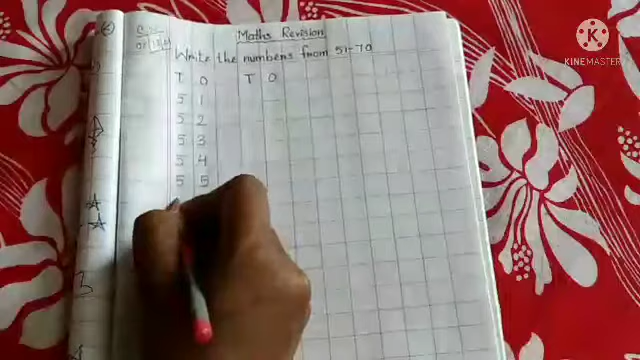 C.W
Maths Revision
Write the numbers from 51-70
T O T O
5 1
5 2
5 3
5 4
5 5
KINEMASTER